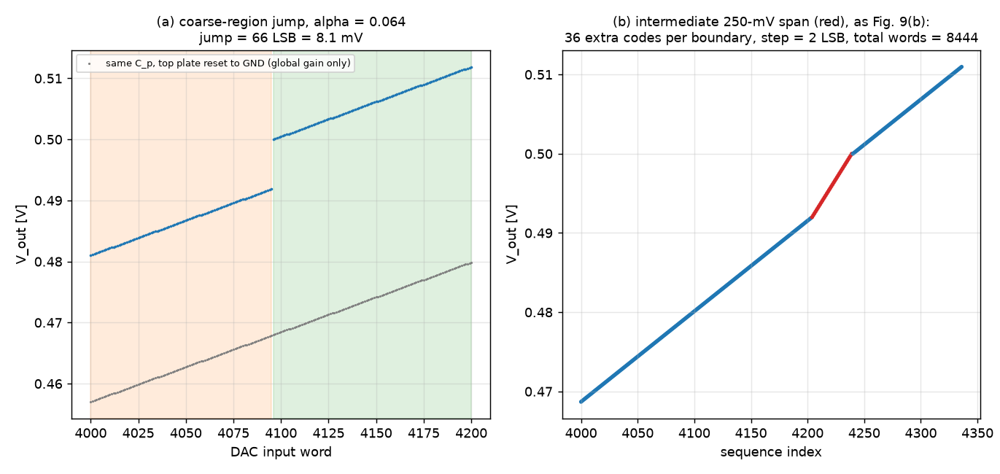 (a) coarse-region jump, alpha = 0.064
jump = 66 LSB = 8.1 mV
same C_p, top plate reset to GND (global gain only)
V_out [V]
0.51
0.50
0.49
0.48
0.47
0.46
4000 4025 4050 4075 4100 4125 4150 4175 4200
DAC input word
(b) intermediate 250-mV span (red), as Fig. 9(b):
36 extra codes per boundary, step = 2 LSB, total words = 8444
V_out [V]
0.51
0.50
0.49
0.48
0.47
4000 4050 4100 4150 4200 4250 4300 4350
sequence index